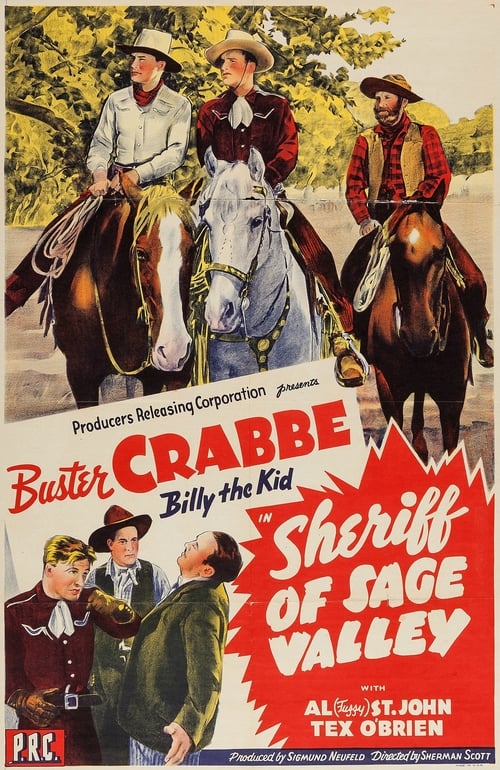 Producers Releasing Corporation presents
Buster CRABBE
Billy the Kid
IN
Sheriff
OF SAGE
VALLEY
WITH
AL (Fuzzy) ST. JOHN
TEX O'BRIEN
P.R.C.
Produced by SIGMUND NEUFELD Directed by SHERMAN SCOTT